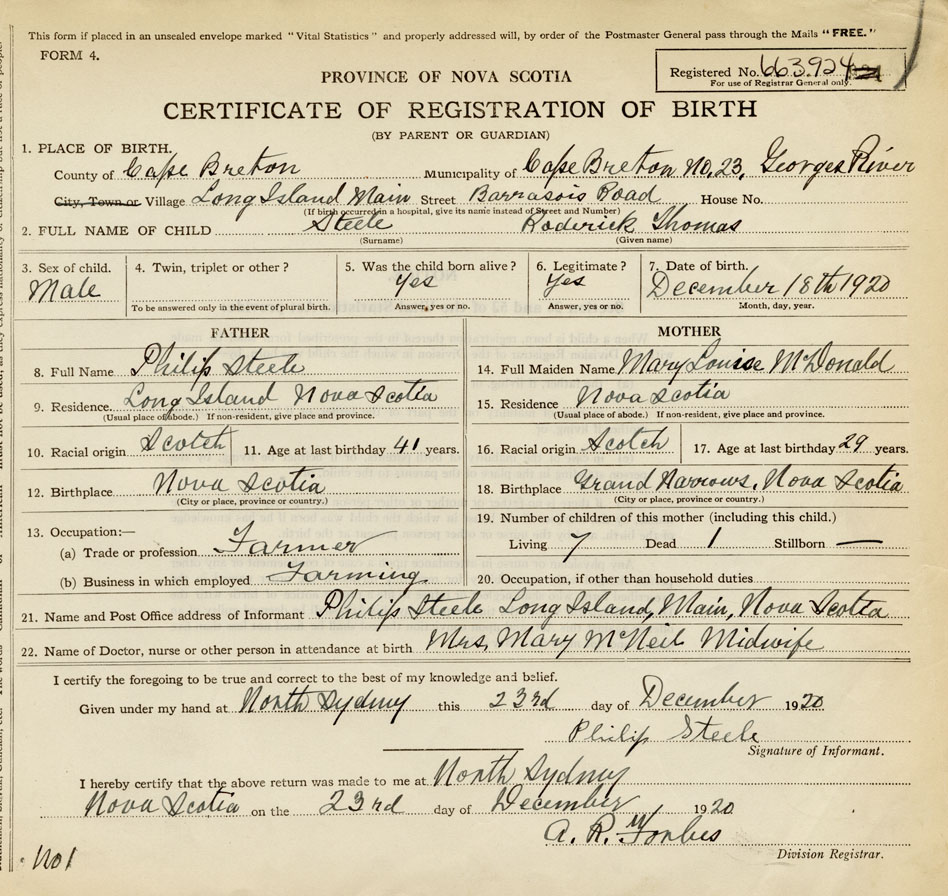 This form if placed in an unsealed envelope marked "Vital Statistics" and properly addressed will, by order of the Postmaster General pass through the Mails "FREE."
FORM 4.
Registered No. 663.924
For use of Registrar General only.
PROVINCE OF NOVA SCOTIA
CERTIFICATE OF REGISTRATION OF BIRTH
(BY PARENT OR GUARDIAN)
1. PLACE OF BIRTH.
County of Cape Breton Municipality of Cape Breton No. 23, Georges River
City, Town or Village Long Island Main Street Barrasois Road House No.
(If birth occurred in a hospital, give its name instead of Street and Number)
2. FULL NAME OF CHILD Steele Roderick Thomas
(Surname) (Given name)
3. Sex of child. 4. Twin, triplet or other? 5. Was the child born alive? 6. Legitimate? 7. Date of birth.
Male Yes Yes December 18th 1920
To be answered only in the event of plural birth. Answer, yes or no. Answer, yes or no. Month, day, year.
FATHER
8. Full Name Philip Steele
9. Residence. Long Island Nova Scotia
(Usual place of abode.) If non-resident, give place and province.
10. Racial origin Scotch 11. Age at last birthday 41 years.
12. Birthplace Nova Scotia
(City or place, province or country.)
13. Occupation:—
(a) Trade or profession Farmer
(b) Business in which employed Farming
MOTHER
14. Full Maiden Name Mary Louise McDonald
15. Residence Nova Scotia
(Usual place of abode.) If non-resident, give place and province.
16. Racial origin Scotch 17. Age at last birthday 29 years.
18. Birthplace Grand Narrows, Nova Scotia
(City or place, province or country.)
19. Number of children of this mother (including this child.)
Living 7 Dead 1 Stillborn —
20. Occupation, if other than household duties
21. Name and Post Office address of Informant Philip Steele Long Island, Main, Nova Scotia
22. Name of Doctor, nurse or other person in attendance at birth Mrs, Mary McNeil Midwife
I certify the foregoing to be true and correct to the best of my knowledge and belief.
Given under my hand at North Sydney this 23rd day of December 1920
Philip Steele
Signature of Informant.
I hereby certify that the above return was made to me at North Sydney
Nova Scotia on the 23rd day of December 1920
A. R. Forbes
Division Registrar.
No 1